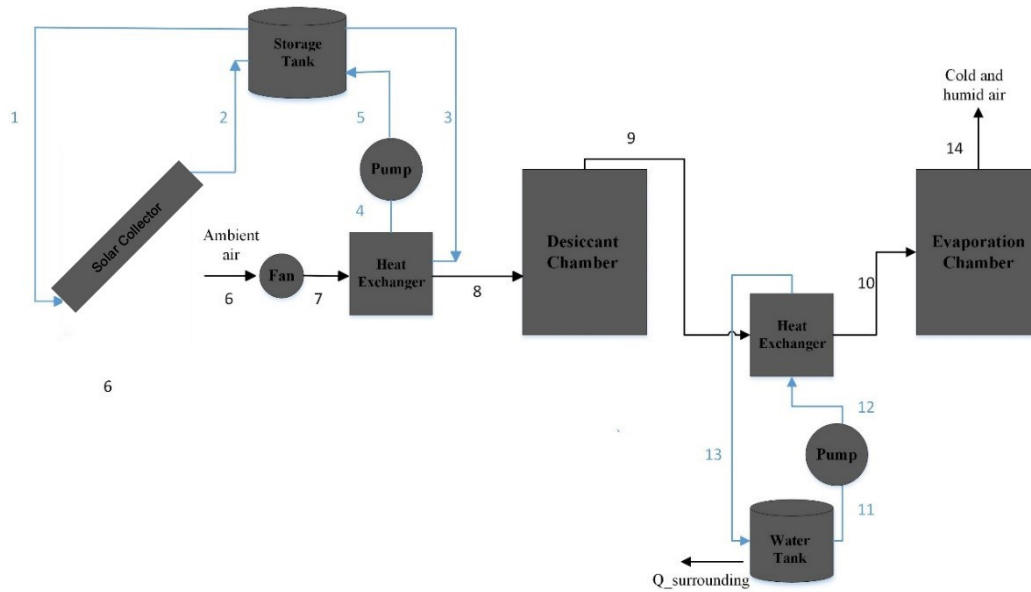 Storage
Tank
1
2
5
3
Cold and
humid air
14
9
Pump
Solar Collector
4
Ambient
air
Fan
Heat
Exchanger
6
7
8
Desiccant
Chamber
Evaporation
Chamber
10
Heat
Exchanger
6
12
13
Pump
11
Water
Tank
Q_surrounding